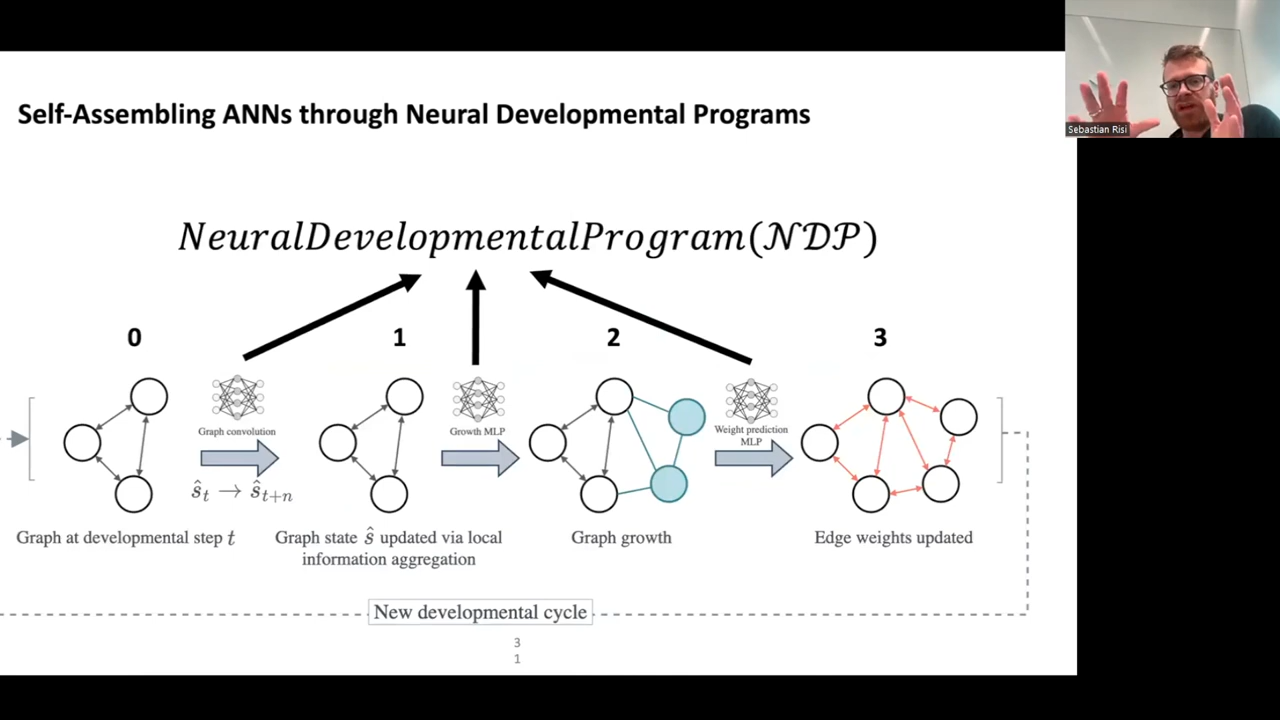 Sebastian Risi
Self-Assembling ANNs through Neural Developmental Programs
NeuralDevelopmentalProgram(𝒩𝒟𝒫)
0
1
2
3
Graph convolution
Growth MLP
Weight prediction
MLP
ŝt → ŝt+n
Graph at developmental step t
Graph state ŝ updated via local
information aggregation
Graph growth
Edge weights updated
New developmental cycle
3
1